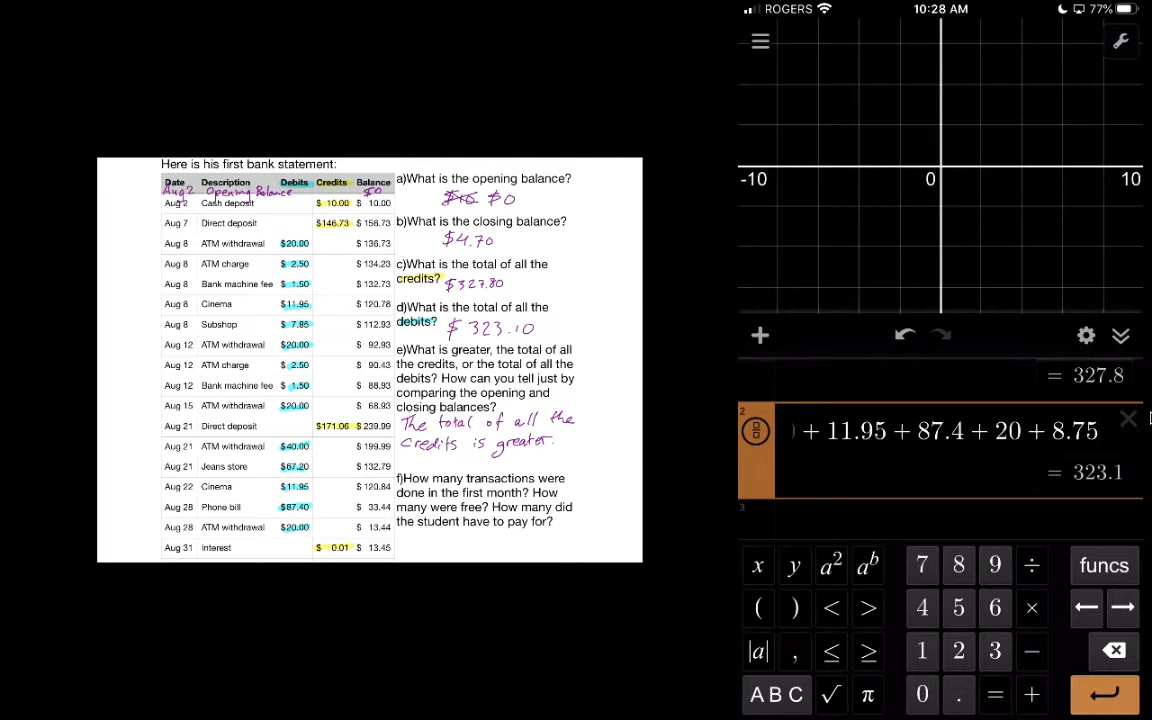 Here is his first bank statement:
Date Description Debits Credits Balance
Aug 2 Opening Balance $0
Aug 2 Cash deposit $ 10.00 $ 10.00
Aug 7 Direct deposit $146.73 $ 156.73
Aug 8 ATM withdrawal $20.00 $ 136.73
Aug 8 ATM charge $ 2.50 $ 134.23
Aug 8 Bank machine fee $ 1.50 $ 132.73
Aug 8 Cinema $11.95 $ 120.78
Aug 8 Subshop $ 7.85 $ 112.93
Aug 12 ATM withdrawal $20.00 $ 92.93
Aug 12 ATM charge $ 2.50 $ 90.43
Aug 12 Bank machine fee $ 1.50 $ 88.93
Aug 15 ATM withdrawal $20.00 $ 68.93
Aug 21 Direct deposit $171.06 $ 239.99
Aug 21 ATM withdrawal $40.00 $ 199.99
Aug 21 Jeans store $67.20 $ 132.79
Aug 22 Cinema $11.95 $ 120.84
Aug 28 Phone bill $87.40 $ 33.44
Aug 28 ATM withdrawal $20.00 $ 13.44
Aug 31 Interest $ 0.01 $ 13.45
a)What is the opening balance?
$10 $0
b)What is the closing balance?
$4.70
c)What is the total of all the
credits? $327.80
d)What is the total of all the
debits? $323.10
e)What is greater, the total of all
the credits, or the total of all the
debits? How can you tell just by
comparing the opening and
closing balances?
The total of all the
credits is greater.
f)How many transactions were
done in the first month? How
many were free? How many did
the student have to pay for?
ROGERS 10:28 AM 77%
-10 0 10
= 327.8
2
) + 11.95 + 87.4 + 20 + 8.75
= 323.1
3
x y a² aᵇ 7 8 9 ÷ funcs
( ) < > 4 5 6 × ← →
|a| , ≤ ≥ 1 2 3 −
A B C √ π 0 . = +